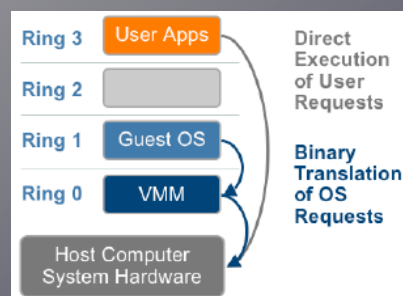 Ring 3
User Apps
Direct
Execution
of User
Requests
Ring 2
Ring 1
Guest OS
Binary
Translation
of OS
Requests
Ring 0
VMM
Host Computer
System Hardware